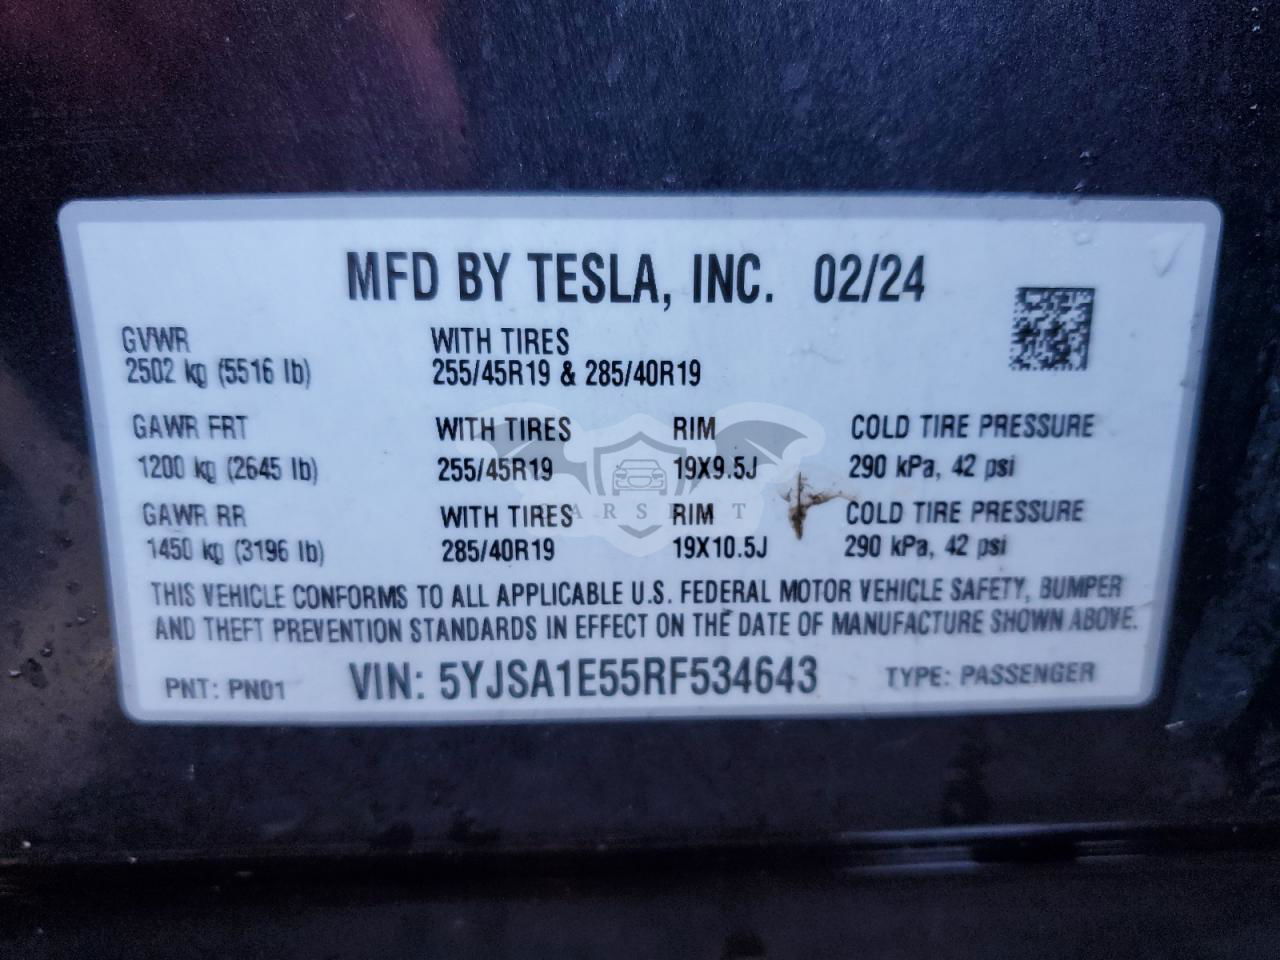 MFD BY TESLA, INC. 02/24
GVWR WITH TIRES
2502 kg (5516 lb) 255/45R19 & 285/40R19
GAWR FRT WITH TIRES RIM COLD TIRE PRESSURE
1200 kg (2645 lb) 255/45R19 19X9.5J 290 kPa, 42 psi
GAWR RR WITH TIRES RIM COLD TIRE PRESSURE
1450 kg (3196 lb) 285/40R19 19X10.5J 290 kPa, 42 psi
THIS VEHICLE CONFORMS TO ALL APPLICABLE U.S. FEDERAL MOTOR VEHICLE SAFETY, BUMPER
AND THEFT PREVENTION STANDARDS IN EFFECT ON THE DATE OF MANUFACTURE SHOWN ABOVE.
PNT: PN01 VIN: 5YJSA1E55RF534643 TYPE: PASSENGER